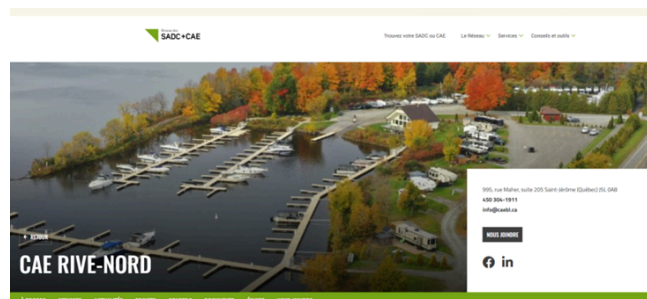 SADC+CAE
Trouvez votre SADC ou CAE
Le Réseau
Services
Conseils et outils
995, rue Maher, suite 205 Saint-Jérôme (Québec) J5L 0A8
450 304-1911
info@caebl.ca
NOUS JOINDRE
RETOUR
CAE RIVE-NORD